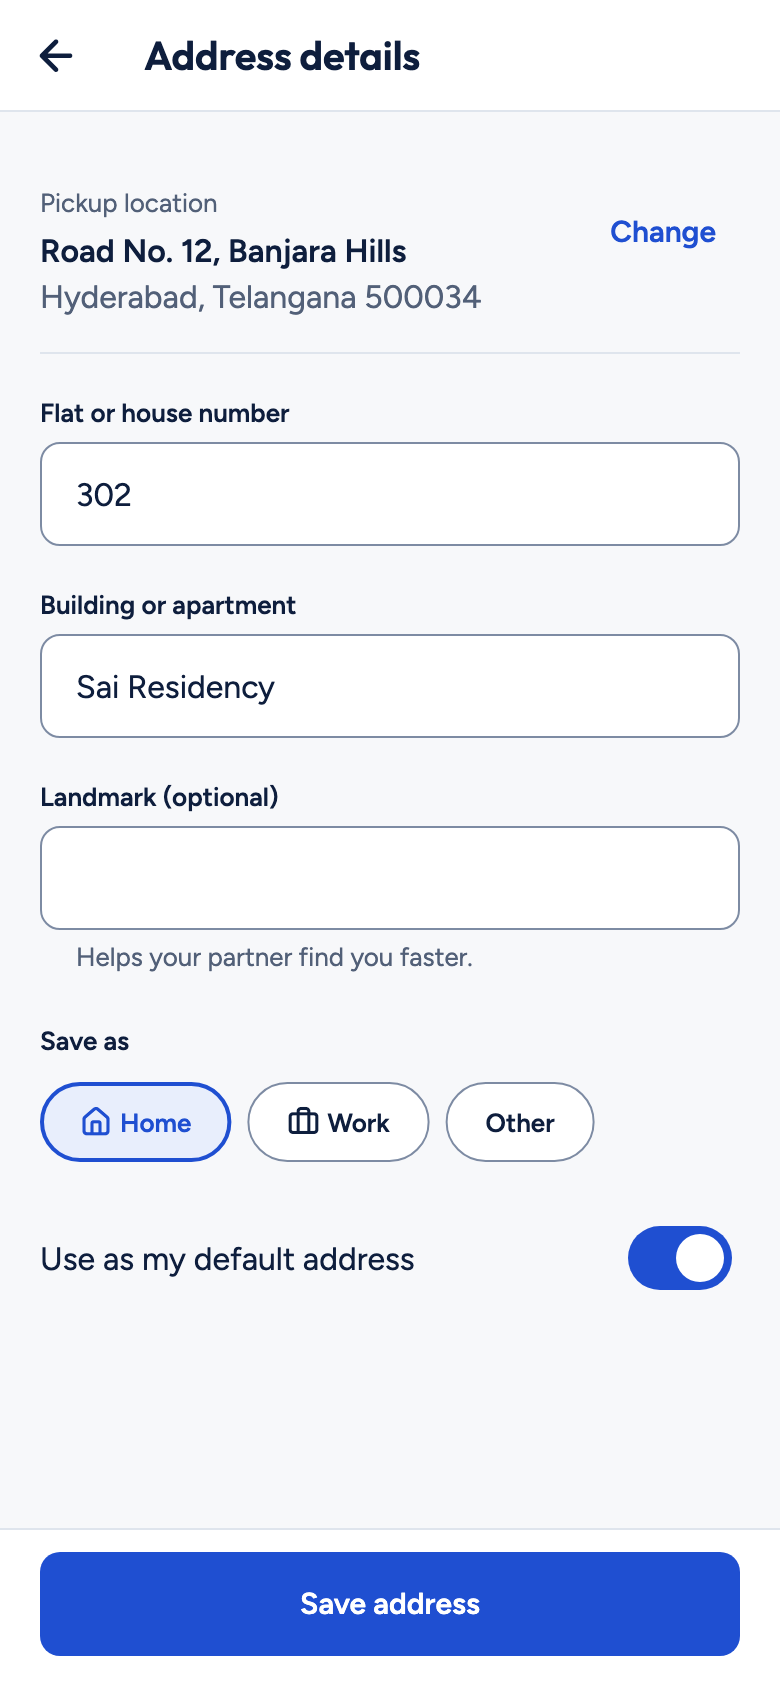 Address details
Pickup location
Change
Road No. 12, Banjara Hills
Hyderabad, Telangana 500034
Flat or house number
302
Building or apartment
Sai Residency
Landmark (optional)
Helps your partner find you faster.
Save as
Home
Work
Other
Use as my default address
Save address